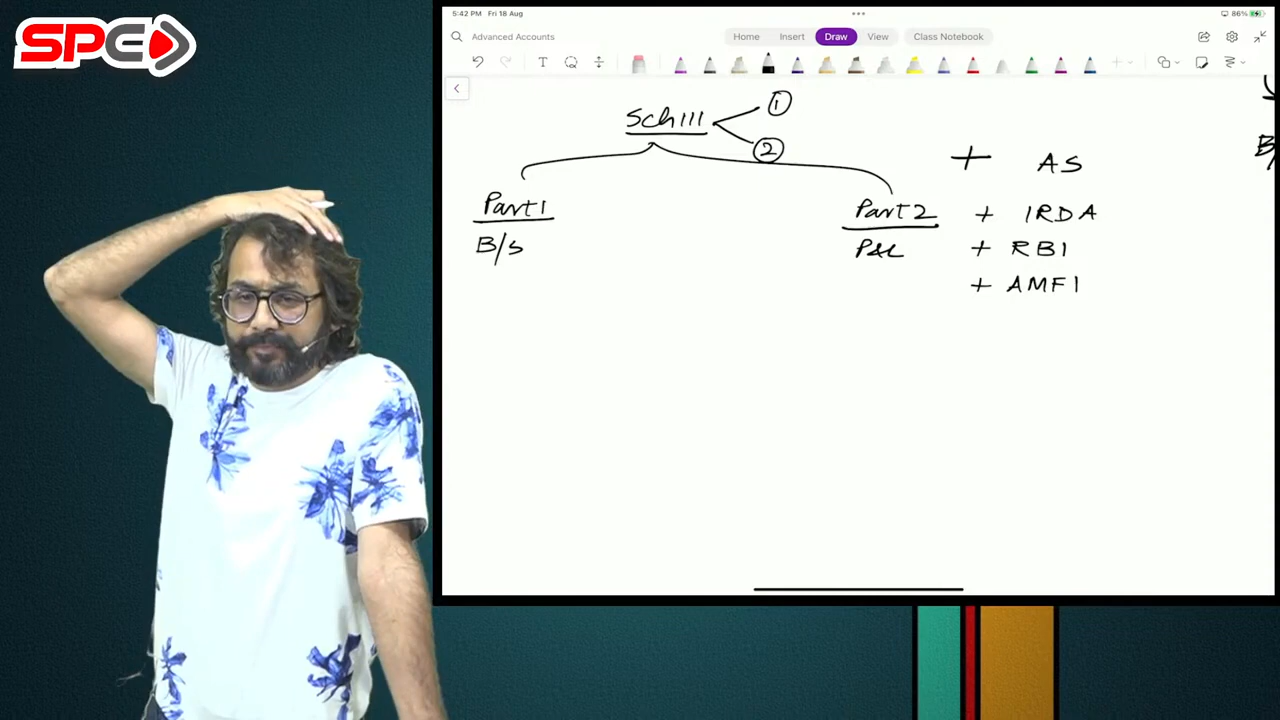 SPE
5:42 PM Fri 18 Aug
86%
Advanced Accounts
Home Insert Draw View Class Notebook
Sch III
1
2
+ AS
Part 1
Part 2 + IRDA
B/S
P&L + RBI
+ AMFI